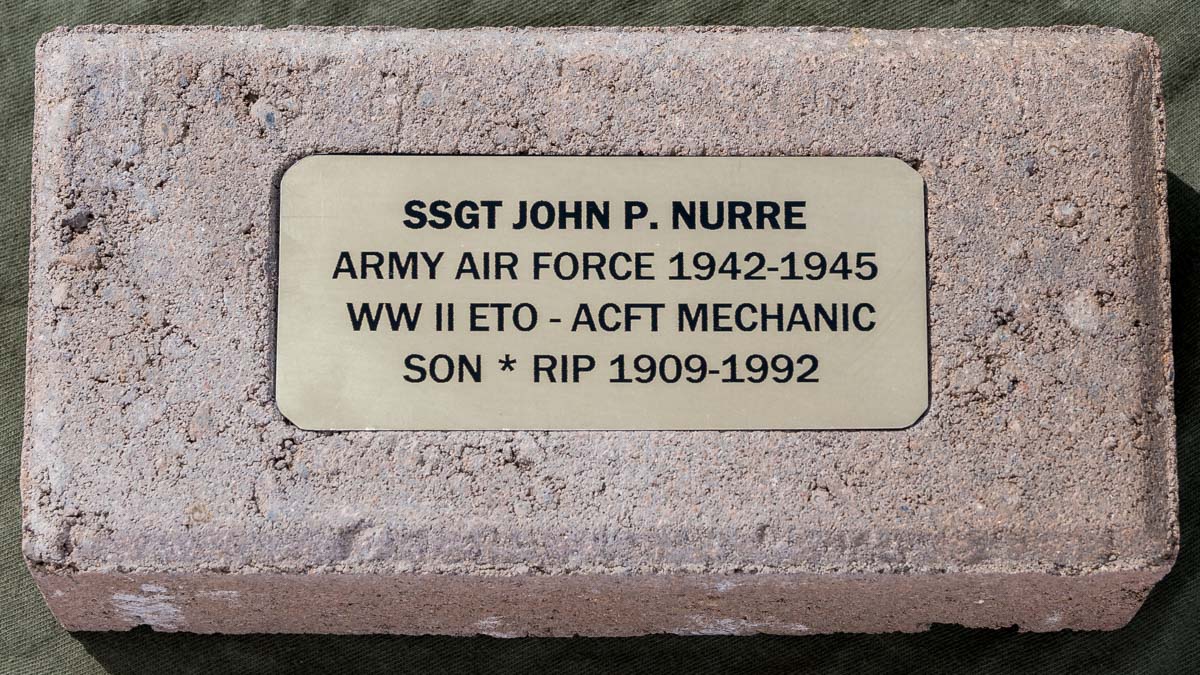 SSGT JOHN P. NURRE
ARMY AIR FORCE 1942-1945
WW II ETO - ACFT MECHANIC
SON * RIP 1909-1992